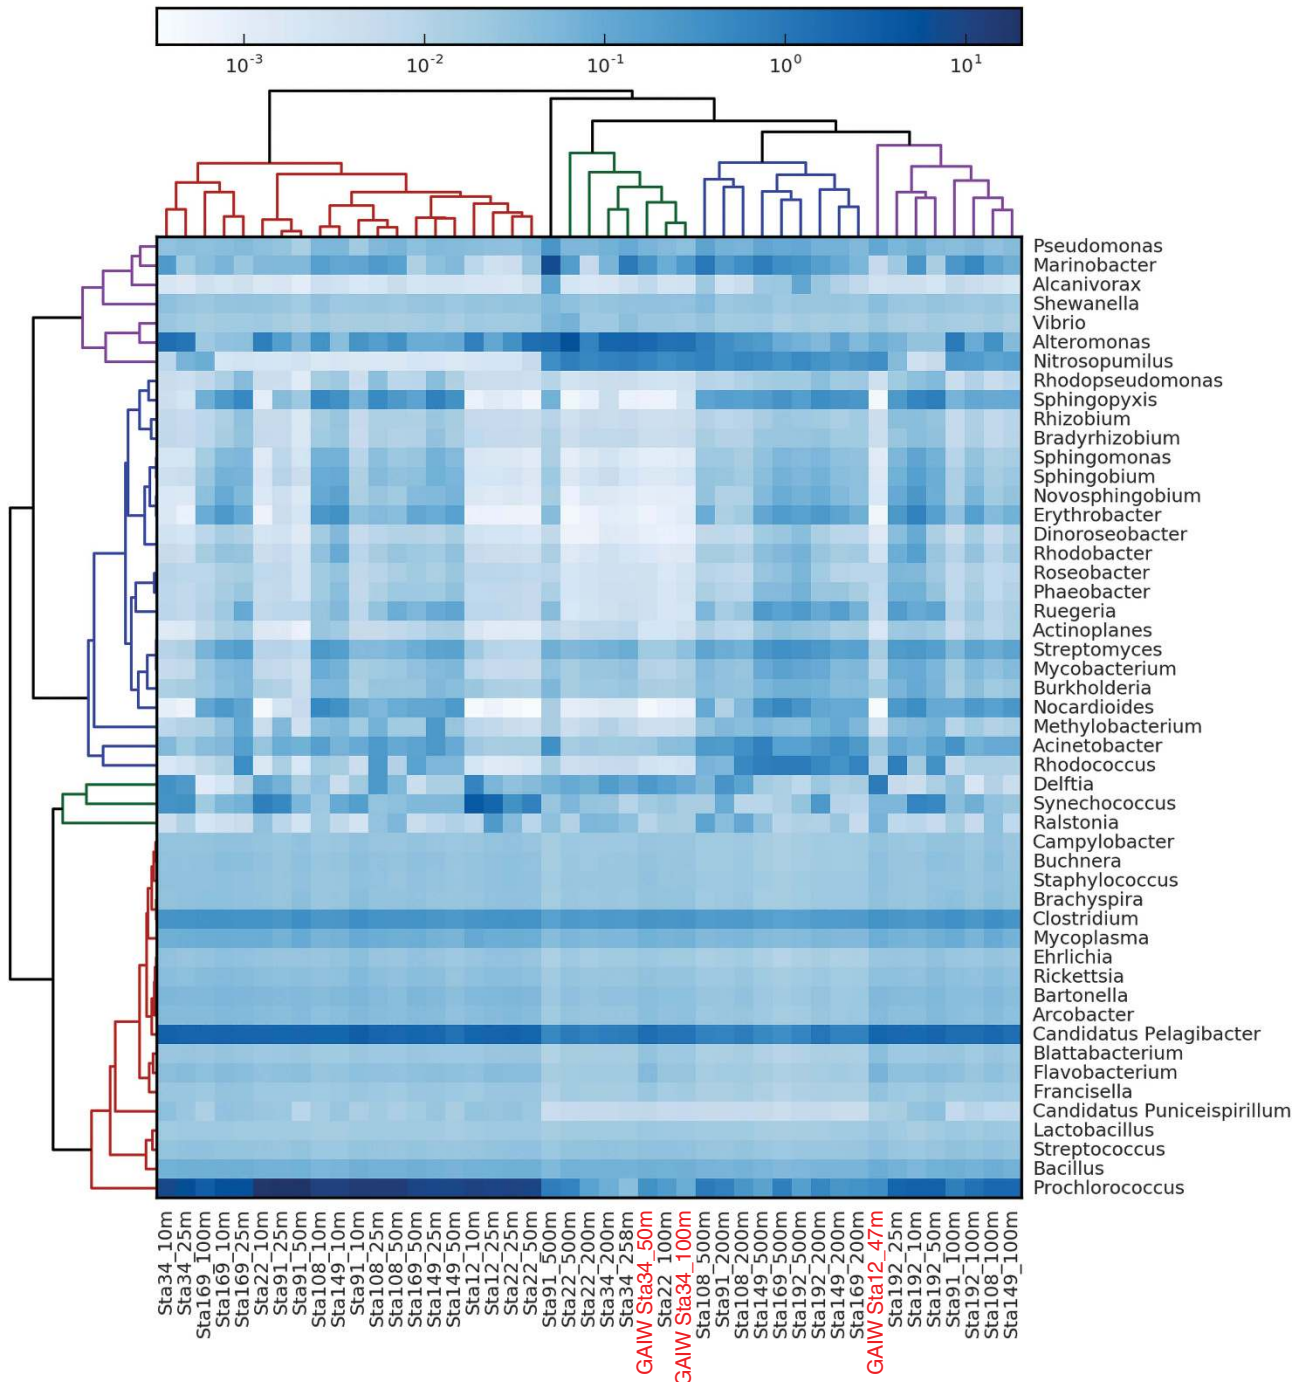 10⁻³ 10⁻² 10⁻¹ 10⁰ 10¹
Pseudomonas
Marinobacter
Alcanivorax
Shewanella
Vibrio
Alteromonas
Nitrosopumilus
Rhodopseudomonas
Sphingopyxis
Rhizobium
Bradyrhizobium
Sphingomonas
Sphingobium
Novosphingobium
Erythrobacter
Dinoroseobacter
Rhodobacter
Roseobacter
Phaeobacter
Ruegeria
Actinoplanes
Streptomyces
Mycobacterium
Burkholderia
Nocardioides
Methylobacterium
Acinetobacter
Rhodococcus
Delftia
Synechococcus
Ralstonia
Campylobacter
Buchnera
Staphylococcus
Brachyspira
Clostridium
Mycoplasma
Ehrlichia
Rickettsia
Bartonella
Arcobacter
Candidatus Pelagibacter
Blattabacterium
Flavobacterium
Francisella
Candidatus Puniceispirillum
Lactobacillus
Streptococcus
Bacillus
Prochlorococcus
Sta34_10m
Sta34_25m
Sta169_100m
Sta169_10m
Sta169_25m
Sta22_10m
Sta91_25m
Sta91_50m
Sta108_10m
Sta149_10m
Sta91_10m
Sta108_25m
Sta108_50m
Sta169_50m
Sta149_25m
Sta149_50m
Sta12_10m
Sta12_25m
Sta22_25m
Sta22_50m
Sta91_500m
Sta22_500m
Sta22_200m
Sta34_200m
Sta34_258m
GAIW Sta34_50m
Sta22_100m
GAIW Sta34_100m
Sta108_500m
Sta91_200m
Sta108_200m
Sta149_500m
Sta169_500m
Sta192_500m
Sta192_200m
Sta149_200m
Sta169_200m
GAIW Sta12_47m
Sta192_25m
Sta192_10m
Sta192_50m
Sta91_100m
Sta192_100m
Sta108_100m
Sta149_100m